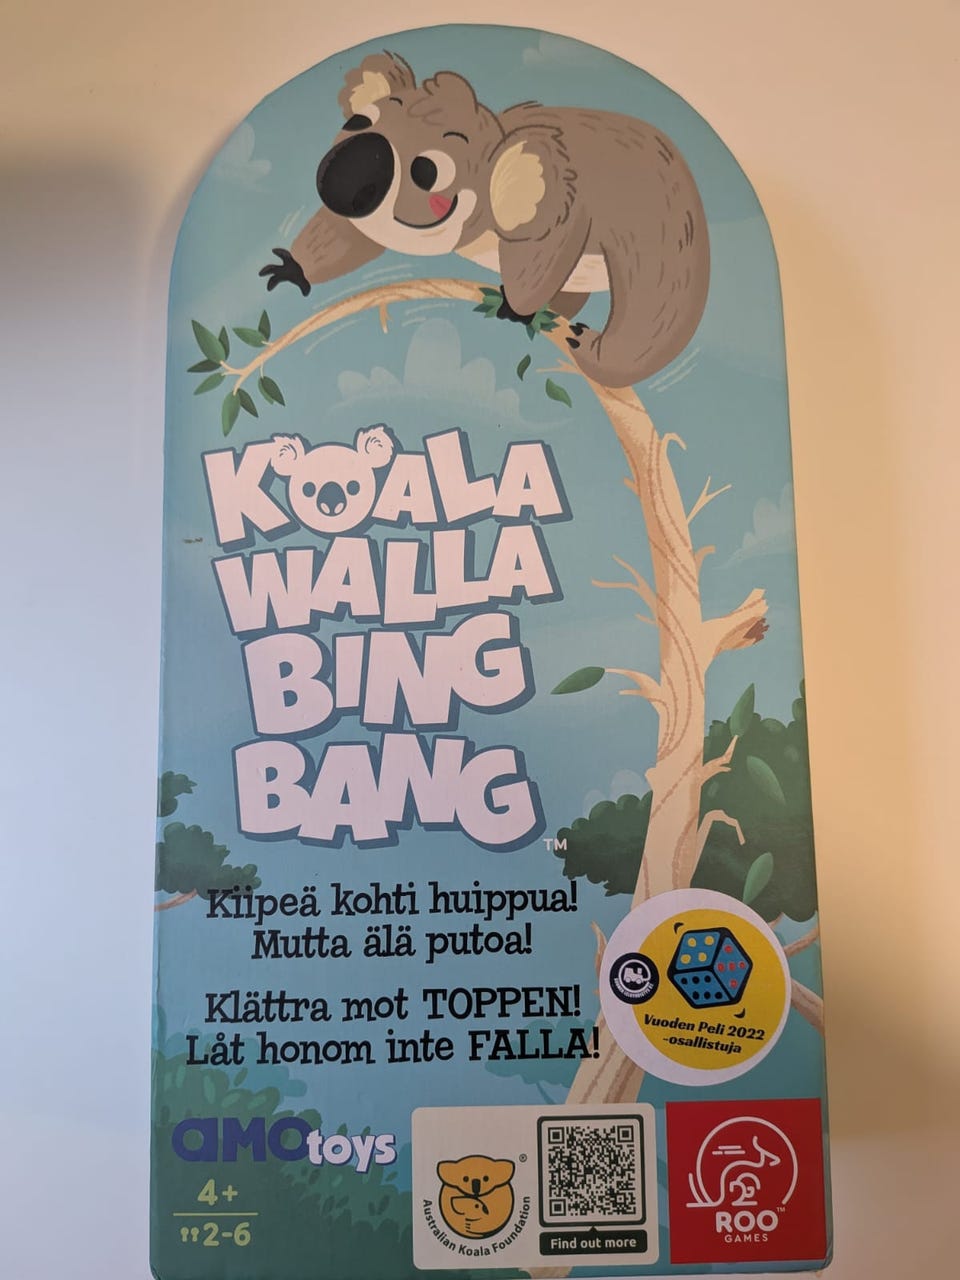 KOALA
WALLA
BING
BANG
TM
Kiipeä kohti huippua!
Mutta älä putoa!
Klättra mot TOPPEN!
Låt honom inte FALLA!
Vuoden Peli 2022
-osallistuja
aMOtoys
4+
2-6
Australian Koala Foundation
®
Find out more
ROO
TM
GAMES